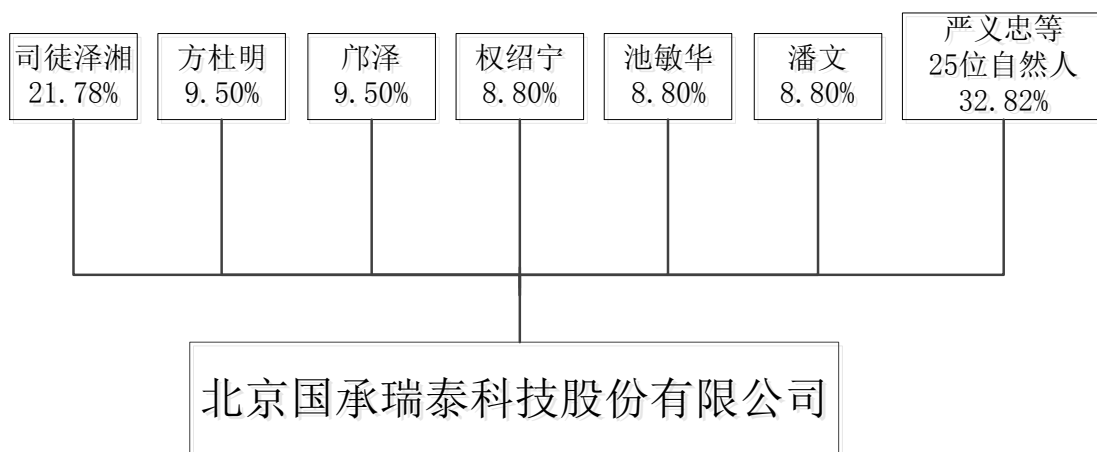 司徒泽湘
21.78%
方杜明
9.50%
邝泽
9.50%
权绍宁
8.80%
池敏华
8.80%
潘文
8.80%
严义忠等
25位自然人
32.82%
北京国承瑞泰科技股份有限公司